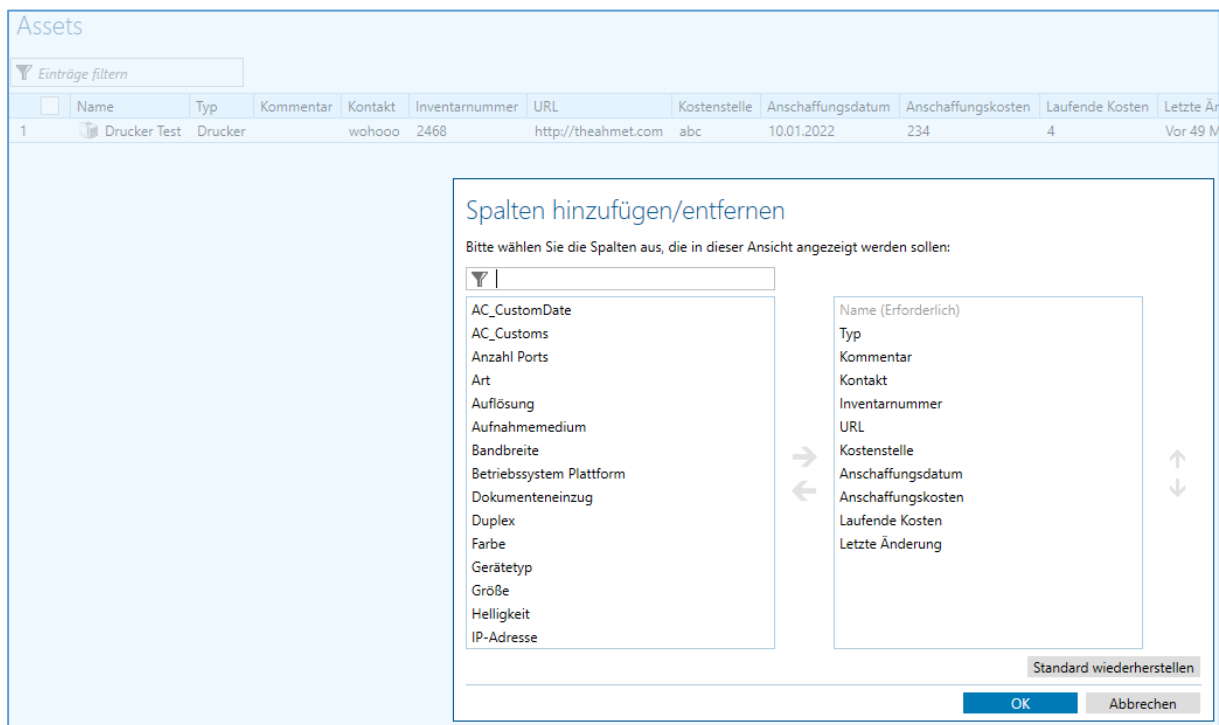 Assets
Einträge filtern
Name Typ Kommentar Kontakt Inventarnummer URL Kostenstelle Anschaffungsdatum Anschaffungskosten Laufende Kosten Letzte Är
1 Drucker Test Drucker wohooo 2468 http://theahmet.com abc 10.01.2022 234 4 Vor 49 M
Spalten hinzufügen/entfernen
Bitte wählen Sie die Spalten aus, die in dieser Ansicht angezeigt werden sollen:
AC_CustomDate
AC_Customs
Anzahl Ports
Art
Auflösung
Aufnahmemedium
Bandbreite
Betriebssystem Plattform
Dokumenteneinzug
Duplex
Farbe
Gerätetyp
Größe
Helligkeit
IP-Adresse
Name (Erforderlich)
Typ
Kommentar
Kontakt
Inventarnummer
URL
Kostenstelle
Anschaffungsdatum
Anschaffungskosten
Laufende Kosten
Letzte Änderung
Standard wiederherstellen
OK Abbrechen